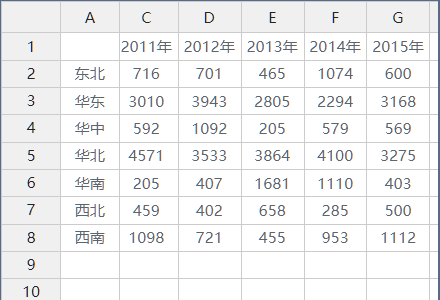 A C D E F G
1 2011年 2012年 2013年 2014年 2015年
2 东北 716 701 465 1074 600
3 华东 3010 3943 2805 2294 3168
4 华中 592 1092 205 579 569
5 华北 4571 3533 3864 4100 3275
6 华南 205 407 1681 1110 403
7 西北 459 402 658 285 500
8 西南 1098 721 455 953 1112
9
10